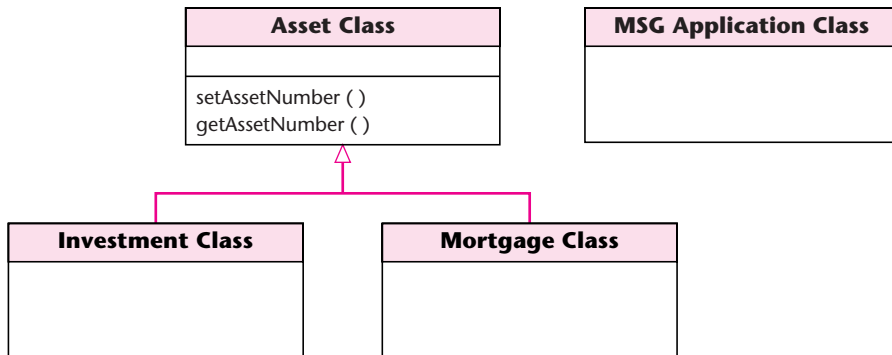 Asset Class
MSG Application Class
setAssetNumber ( )
getAssetNumber ( )
Investment Class
Mortgage Class